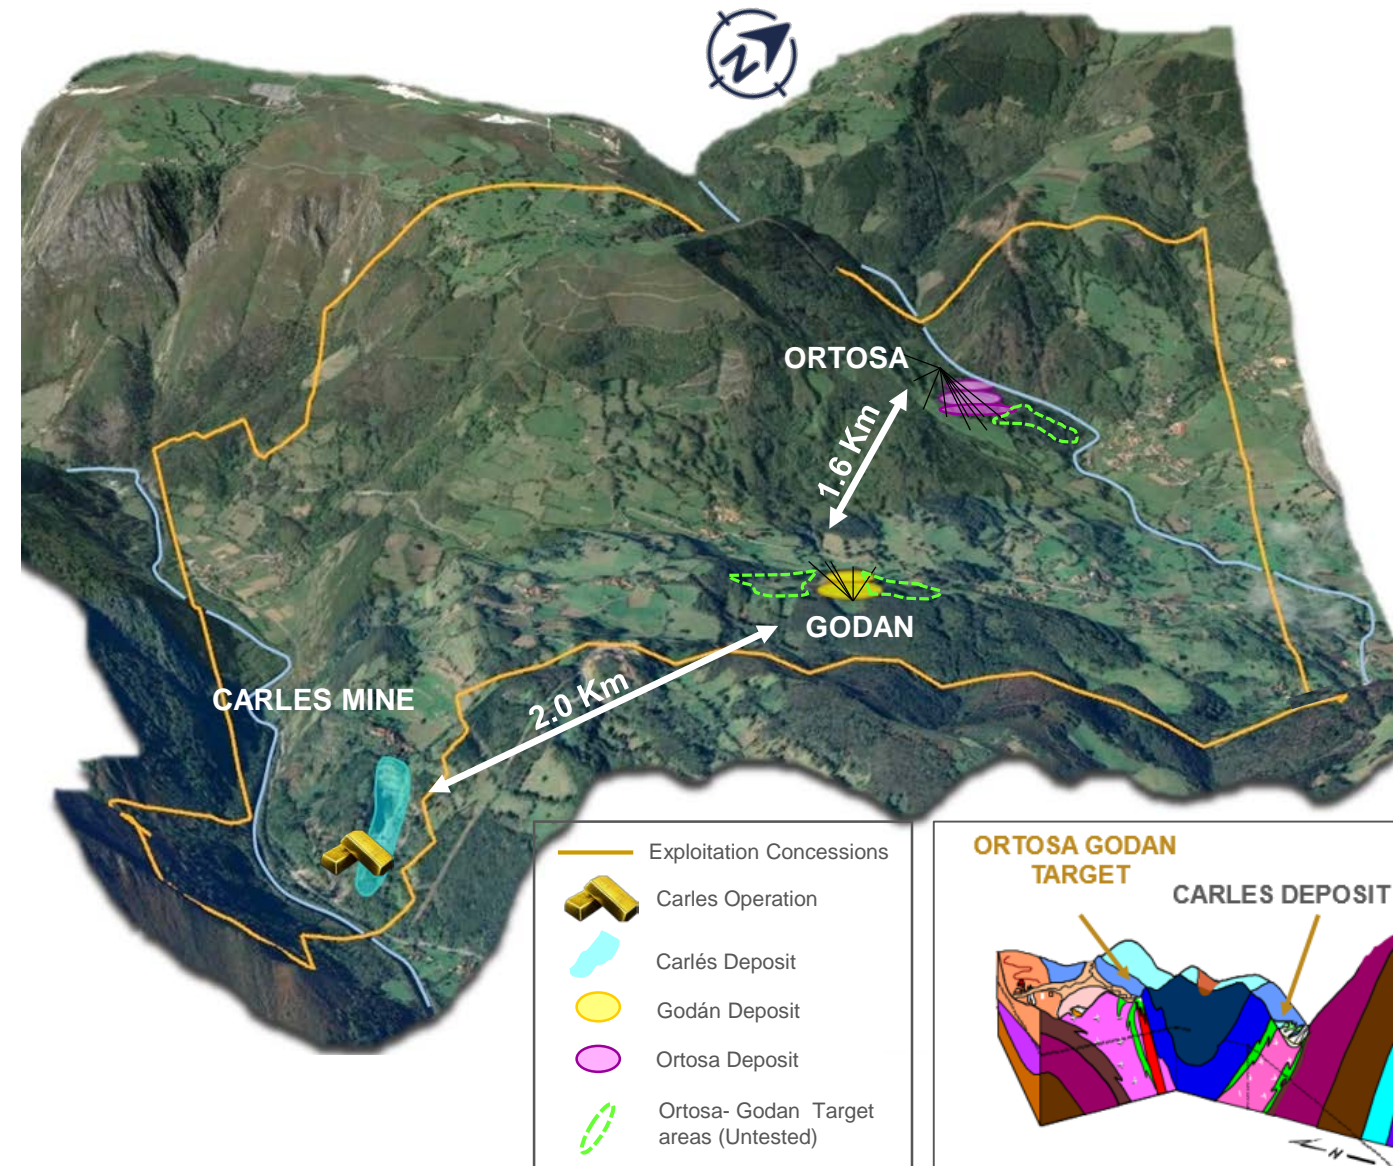 N
ORTOSA
1.6 Km
GODAN
2.0 Km
CARLES MINE
Exploitation Concessions
Carles Operation
Carlés Deposit
Godán Deposit
Ortosa Deposit
Ortosa- Godan Target
areas (Untested)
ORTOSA GODAN
TARGET
CARLES DEPOSIT
N